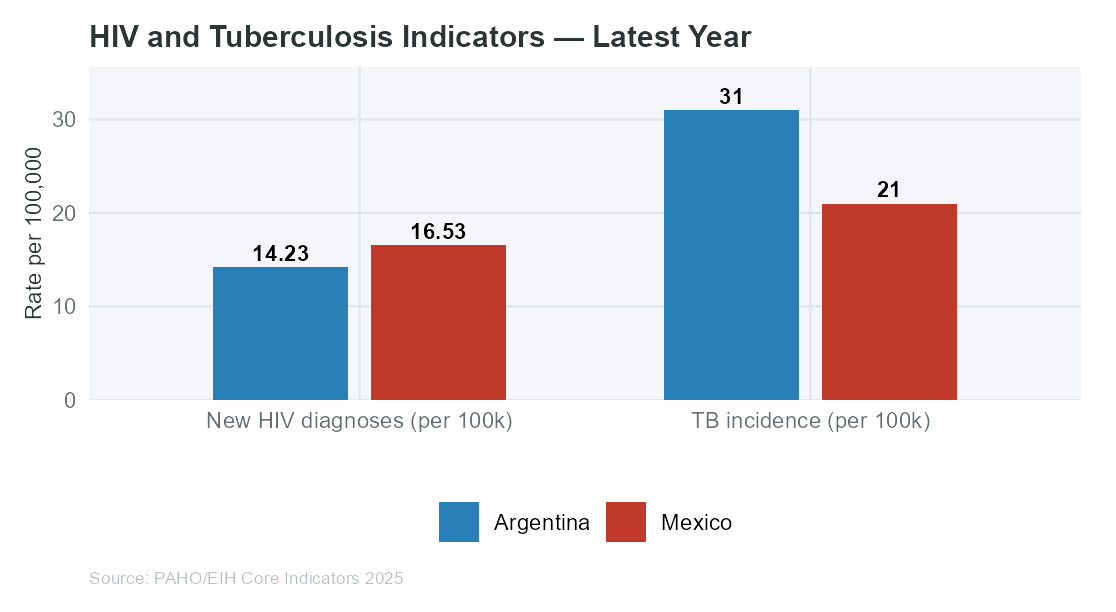 HIV and Tuberculosis Indicators — Latest Year
Rate per 100,000
30
20
10
0
14.23
16.53
31
21
New HIV diagnoses (per 100k)
TB incidence (per 100k)
Argentina
Mexico
Source: PAHO/EIH Core Indicators 2025